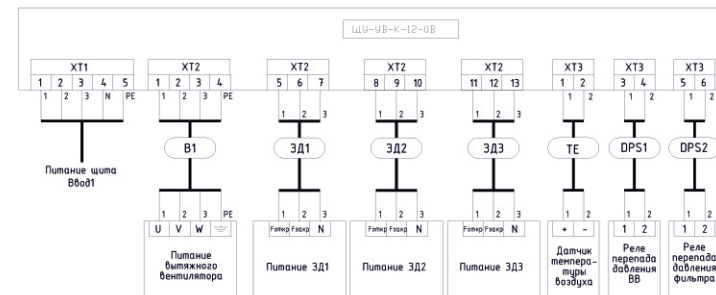 ЩУ-УВ-К-12-0В
XT1 XT2 XT2 XT2 XT2 XT3 XT3 XT3
1 2 3 4 5 1 2 3 4 5 6 7 8 9 10 11 12 13 1 2 3 4 5 6
1 2 3 N PE 1 2 3 PE 1 2 3 1 2 3 1 2 3 1 2 1 2 1 2
В1 ЗД1 ЗД2 ЗД3 TE DPS1 DPS2
Питание щита
Ввод1
1 2 3 PE 1 2 3 1 2 3 1 2 3 1 2 1 2 1 2
U V W Fоткр Fзакр N Fоткр Fзакр N Fоткр Fзакр N + - 1 2 1 2
Питание
вытяжного
вентилятора
Питание ЗД1
Питание ЗД2
Питание ЗД3
Датчик
темпера-
туры
воздуха
Реле
перепада
давления
ВВ
Реле
перепада
давления
фильтра